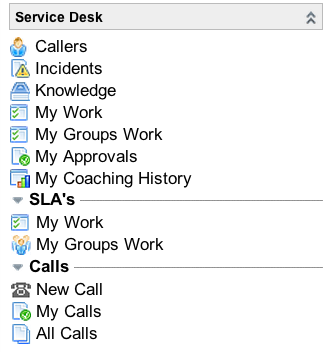 Service Desk
Callers
Incidents
Knowledge
My Work
My Groups Work
My Approvals
My Coaching History
SLA's
My Work
My Groups Work
Calls
New Call
My Calls
All Calls